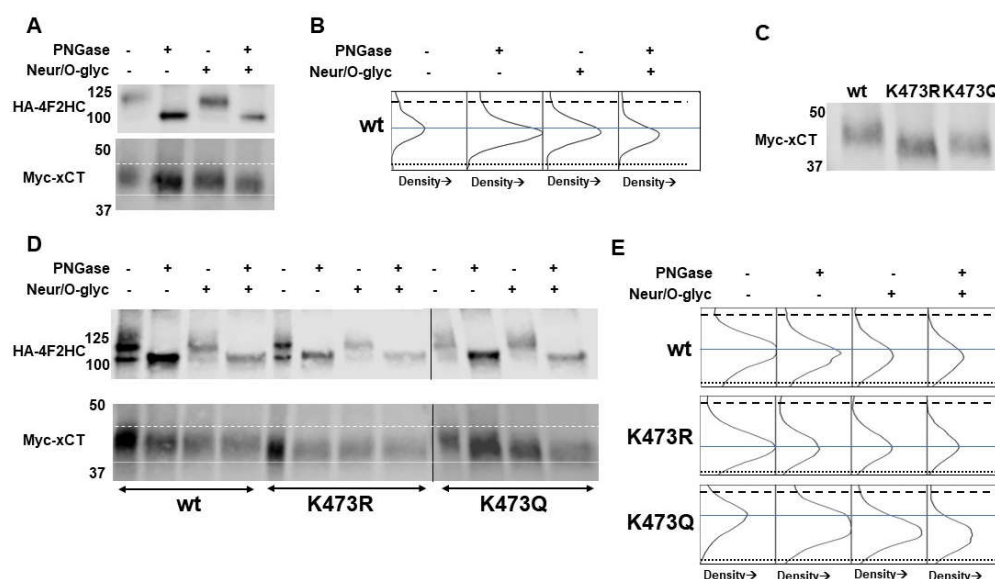 A
PNGase - + - +
Neur/O-glyc - - + +
HA-4F2HC
125
100
50
Myc-xCT
37
B
PNGase - + - +
Neur/O-glyc - - + +
wt
Density→ Density→ Density→ Density→
C
wt K473R K473Q
50
Myc-xCT
37
D
PNGase - + - + - + - + - + - +
Neur/O-glyc - - + + - - + + - - + +
HA-4F2HC
125
100
50
Myc-xCT
37
wt K473R K473Q
E
PNGase - + - +
Neur/O-glyc - - + +
wt
K473R
K473Q
Density→ Density→ Density→ Density→